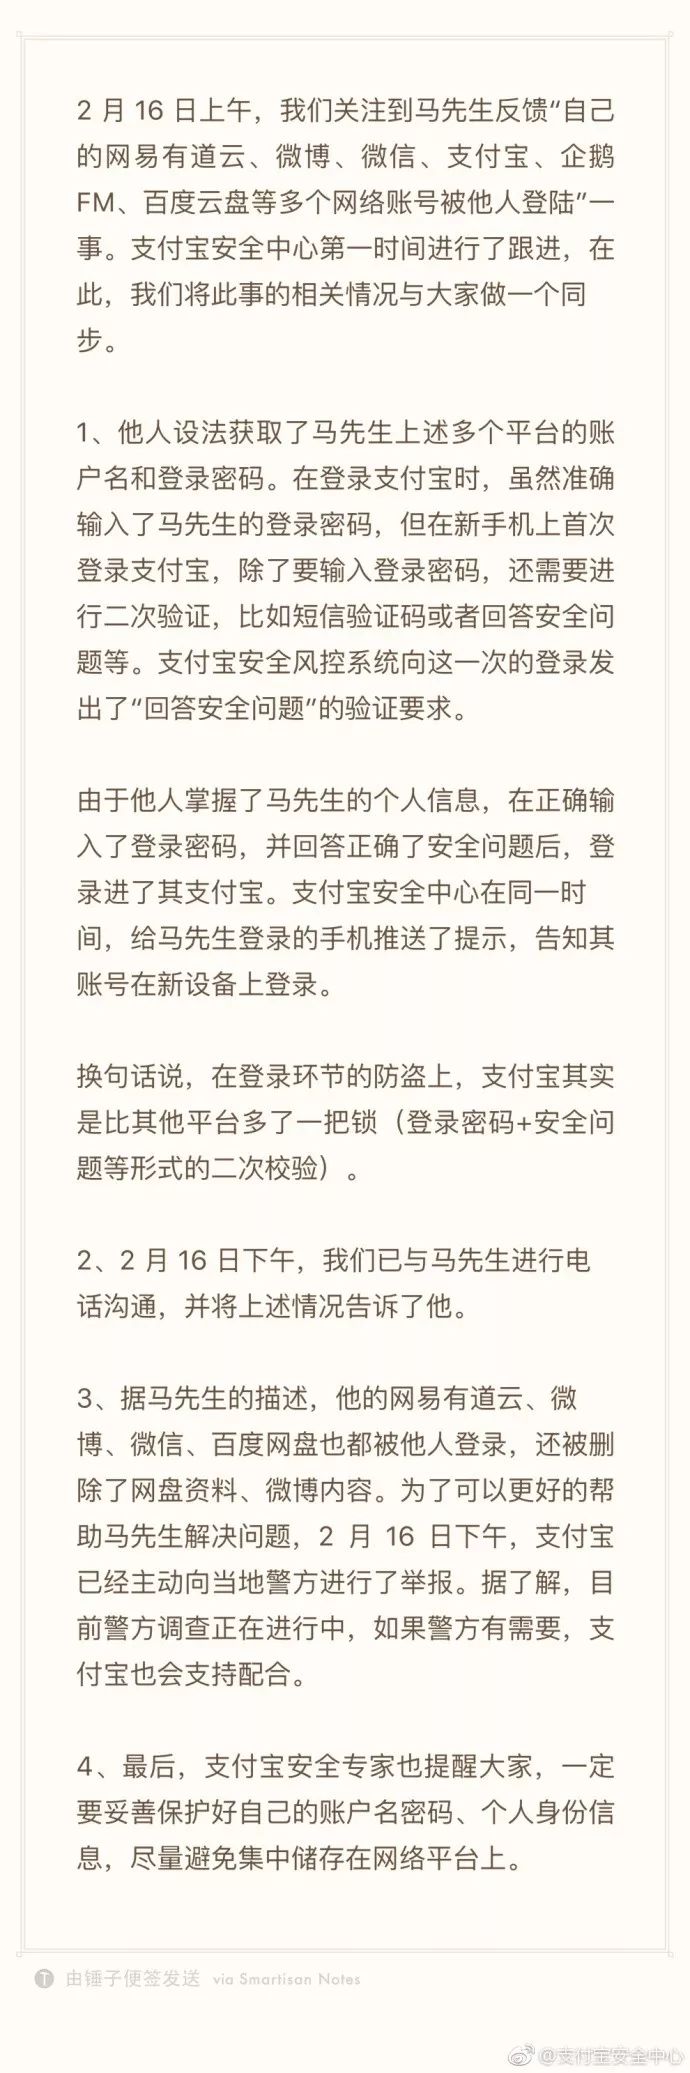 2 月 16 日上午，我们关注到马先生反馈“自己
的网易有道云、微博、微信、支付宝、企鹅
FM、百度云盘等多个网络账号被他人登陆”一
事。支付宝安全中心第一时间进行了跟进，在
此，我们将此事的相关情况与大家做一个同
步。
1、他人设法获取了马先生上述多个平台的账
户名和登录密码。在登录支付宝时，虽然准确
输入了马先生的登录密码，但在新手机上首次
登录支付宝，除了要输入登录密码，还需要进
行二次验证，比如短信验证码或者回答安全问
题等。支付宝安全风控系统向这一次的登录发
出了“回答安全问题”的验证要求。
由于他人掌握了马先生的个人信息，在正确输
入了登录密码，并回答正确了安全问题后，登
录进了其支付宝。支付宝安全中心在同一时
间，给马先生登录的手机推送了提示，告知其
账号在新设备上登录。
换句话说，在登录环节的防盗上，支付宝其实
是比其他平台多了一把锁（登录密码+安全问
题等形式的二次校验）。
2、2 月 16 日下午，我们已与马先生进行电
话沟通，并将上述情况告诉了他。
3、据马先生的描述，他的网易有道云、微
博、微信、百度网盘也都被他人登录，还被删
除了网盘资料、微博内容。为了可以更好的帮
助马先生解决问题，2 月 16 日下午，支付宝
已经主动向当地警方进行了举报。据了解，目
前警方调查正在进行中，如果警方有需要，支
付宝也会支持配合。
4、最后，支付宝安全专家也提醒大家，一定
要妥善保护好自己的账户名密码、个人身份信
息，尽量避免集中储存在网络平台上。
由锤子便签发送 via Smartisan Notes
@支付宝安全中心